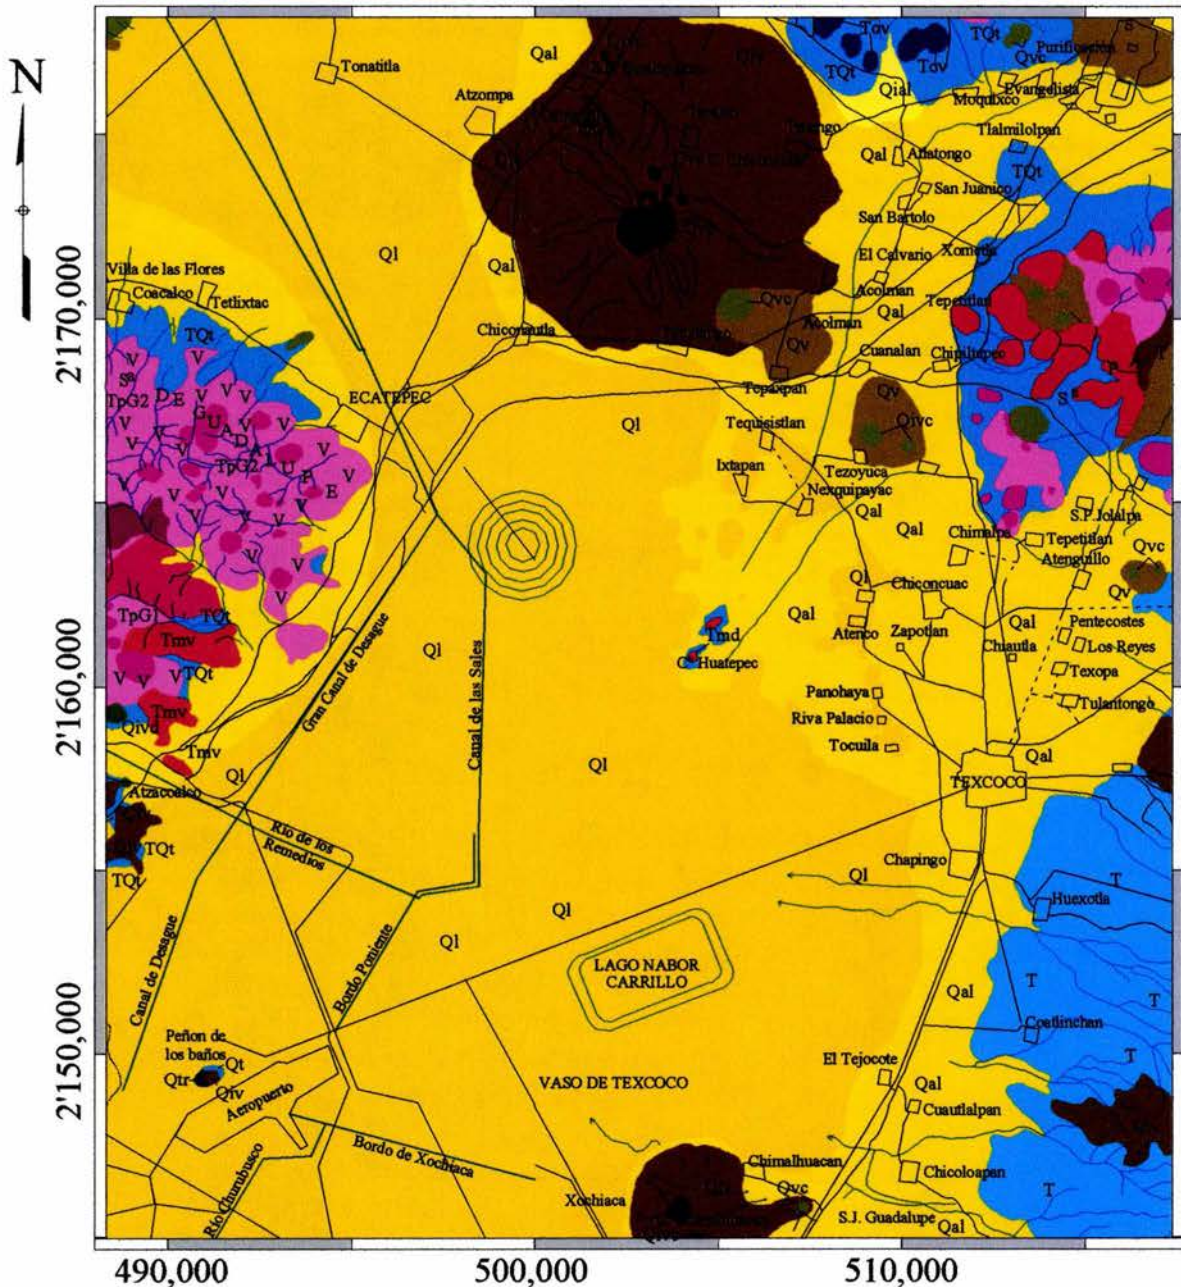 N
Qal
Tov
TQt
Qvc
Purificación
Tonatitla
TQt
Tov
Qial
Moquixco
Evangelista
Atzompa
Tlalmilolpan
Qal
Atlatongo
TQt
San Juanico
San Bartolo
Ql
El Calvario
Xometla
Qal
Villa de las Flores
Coacalco
Tetlixtac
Acolman
Tepetitlan
Qvc
Acolman
Qal
2'170,000
TQt
Chiconautla
Qv
Cuanalan
Chipiltepec
Tepexpan
ECATEPEC
Ql
Qv
Qivc
TpG2
Tequisistlan
Ixtapan
Tezoyuca
TpG2
Nexquipayac
Qal
Qal
Chimalpa
S.P.Jolalpa
Tepetitlan
Atenguillo
Qvc
Qv
Ql
Chiconcuac
TpG
TQt
Tmv
Ql
Qal
Atenco
Zapotlan
Qal
Pentecostes
Tmd
Chiautla
Los Reyes
C. Huatepec
TQt
Texopa
2'160,000
Panohaya
Tulantongo
Tmv
Riva Palacio
Tocuila
Qal
Tmv
Gran Canal de Desague
Canal de las Sales
Ql
Ql
TEXCOCO
Atzacoalco
Río de los
Remedios
TQt
TQt
Chapingo
Ql
T
Huexotla
Ql
Ql
LAGO NABOR
CARRILLO
Canal de Desague
Bordo Poniente
Qal
T
T
Coatlinchan
2'150,000
Peñon de
los baños
Qt
Qtr
Qiv
El Tejocote
T
VASO DE TEXCOCO
Aeropuerto
Qal
Cuautlalpan
Bordo de Xochiaca
Chimalhuacan
Chicoloapan
Río Churubusco
Xochiaca
Qvc
T
S.J. Guadalupe
Qal
490,000
500,000
510,000